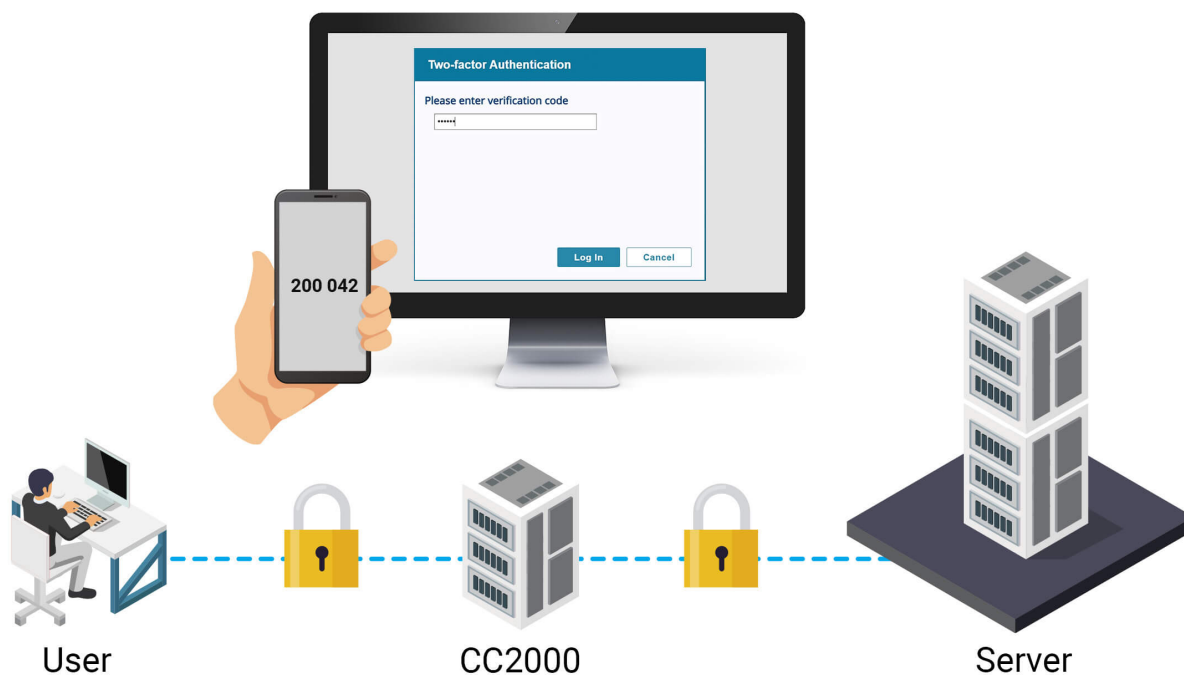 Two-factor Authentication
Please enter verification code
••••••
Log In
Cancel
200 042
User
CC2000
Server